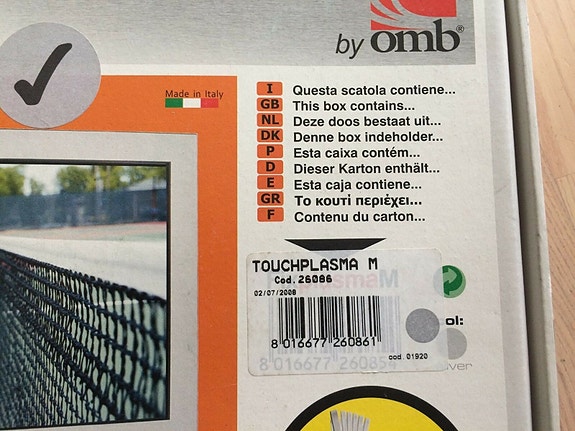 by omb®
Made in Italy
I Questa scatola contiene...
GB This box contains...
NL Deze doos bestaat uit...
DK Denne box indeholder...
P Esta caixa contém...
D Dieser Karton enthält...
E Esta caja contiene...
GR Το κουτί περιέχει...
F Contenu du carton...
TOUCHPLASMA M
Cod. 26086
02/07/2008
8 016677 260861
cod. 01920
ol:
ver